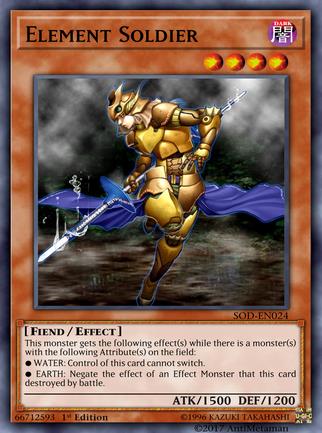 ELEMENT SOLDIER
DARK
闇
SOD-EN024
[FIEND / EFFECT]
This monster gets the following effect(s) while there is a monster(s)
with the following Attribute(s) on the field:
● WATER: Control of this card cannot switch.
● EARTH: Negate the effect of an Effect Monster that this card
destroyed by battle.
ATK/1500 DEF/1200
66712593 1st Edition ©1996 KAZUKI TAKAHASHI
©2017 AntiMetaman